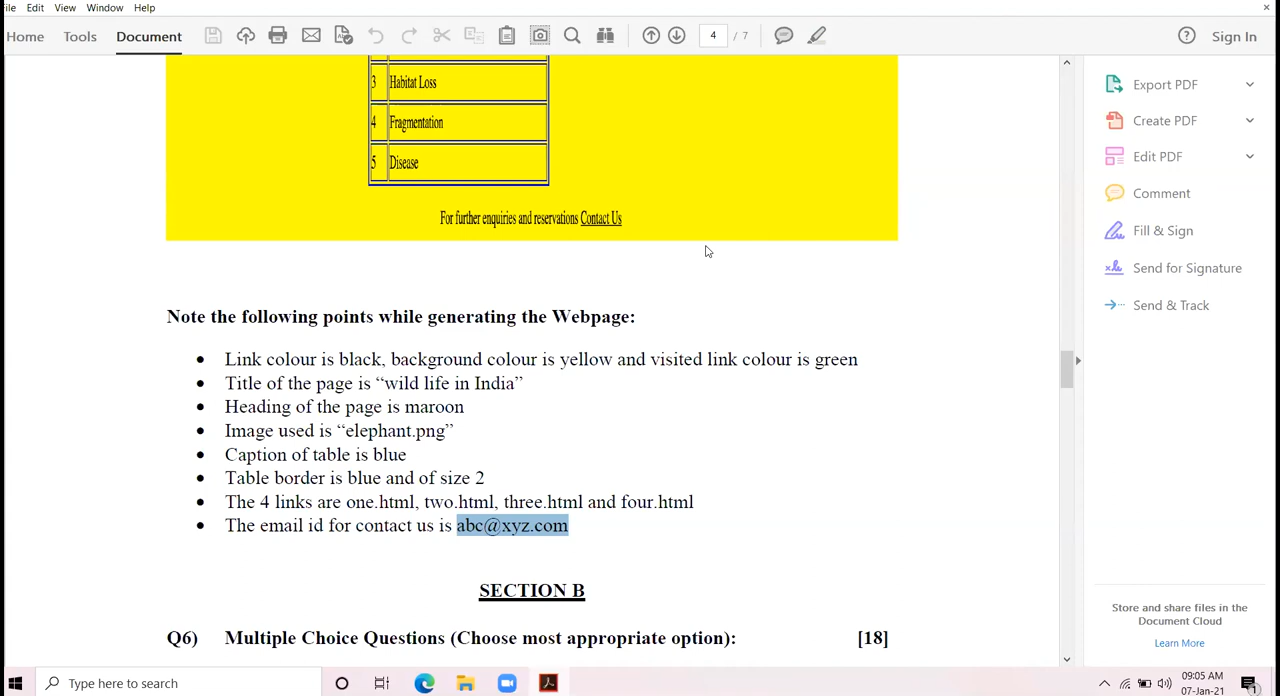 ile Edit View Window Help
Home Tools Document 4 / 7 Sign In
3 Habitat Loss
4 Fragmentation
5 Disease
For further enquiries and reservations Contact Us
Note the following points while generating the Webpage:
• Link colour is black, background colour is yellow and visited link colour is green
• Title of the page is “wild life in India”
• Heading of the page is maroon
• Image used is “elephant.png”
• Caption of table is blue
• Table border is blue and of size 2
• The 4 links are one.html, two.html, three.html and four.html
• The email id for contact us is abc@xyz.com
SECTION B
Q6) Multiple Choice Questions (Choose most appropriate option): [18]
Export PDF
Create PDF
Edit PDF
Comment
Fill & Sign
Send for Signature
Send & Track
Store and share files in the
Document Cloud
Learn More
Type here to search
09:05 AM
07-Jan-21
1